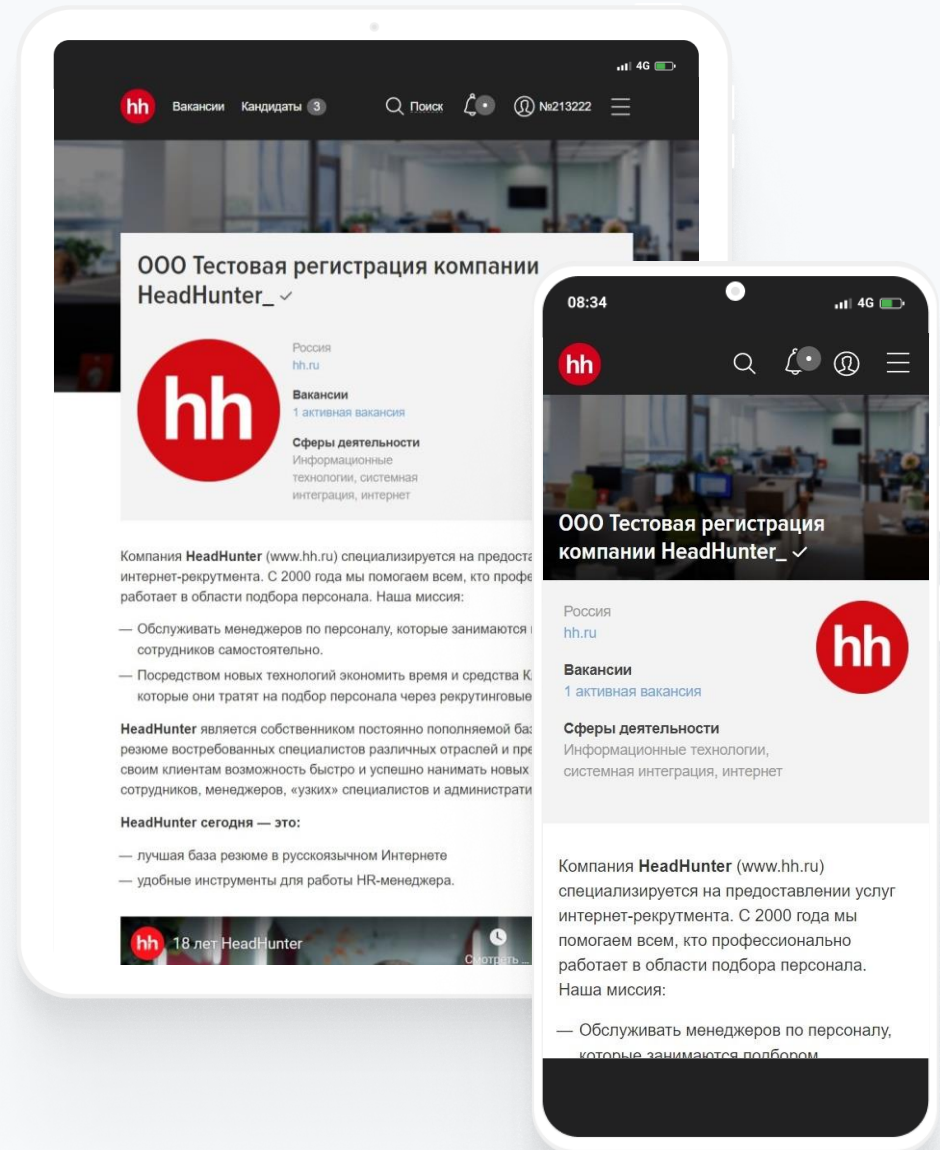 4G
hh Вакансии Кандидаты 3 Поиск №213222
ООО Тестовая регистрация компании
HeadHunter_
hh
Россия
hh.ru
Вакансии
1 активная вакансия
Сферы деятельности
Информационные
технологии, системная
интеграция, интернет
Компания HeadHunter (www.hh.ru) специализируется на
интернет-рекрутмента. С 2000 года мы помогаем всем, кто
работает в области подбора персонала. Наша миссия:
— Обслуживать менеджеров по персоналу, которые занимаются
сотрудников самостоятельно.
— Посредством новых технологий экономить время и средства
которые они тратят на подбор персонала через рекрутинговые
HeadHunter является собственником постоянно пополняемой
резюме востребованных специалистов различных отраслей и
своим клиентам возможность быстро и успешно нанимать новых
сотрудников, менеджеров, «узких» специалистов и
HeadHunter сегодня — это:
— лучшая база резюме в русскоязычном Интернете
— удобные инструменты для работы HR-менеджера.
hh 18 лет HeadHunter
Смотреть ...
08:34 4G
hh
ООО Тестовая регистрация
компании HeadHunter_
Россия
hh.ru
hh
Вакансии
1 активная вакансия
Сферы деятельности
Информационные технологии,
системная интеграция, интернет
Компания HeadHunter (www.hh.ru)
специализируется на предоставлении услуг
интернет-рекрутмента. С 2000 года мы
помогаем всем, кто профессионально
работает в области подбора персонала.
Наша миссия:
— Обслуживать менеджеров по персоналу,
которые занимаются подбором